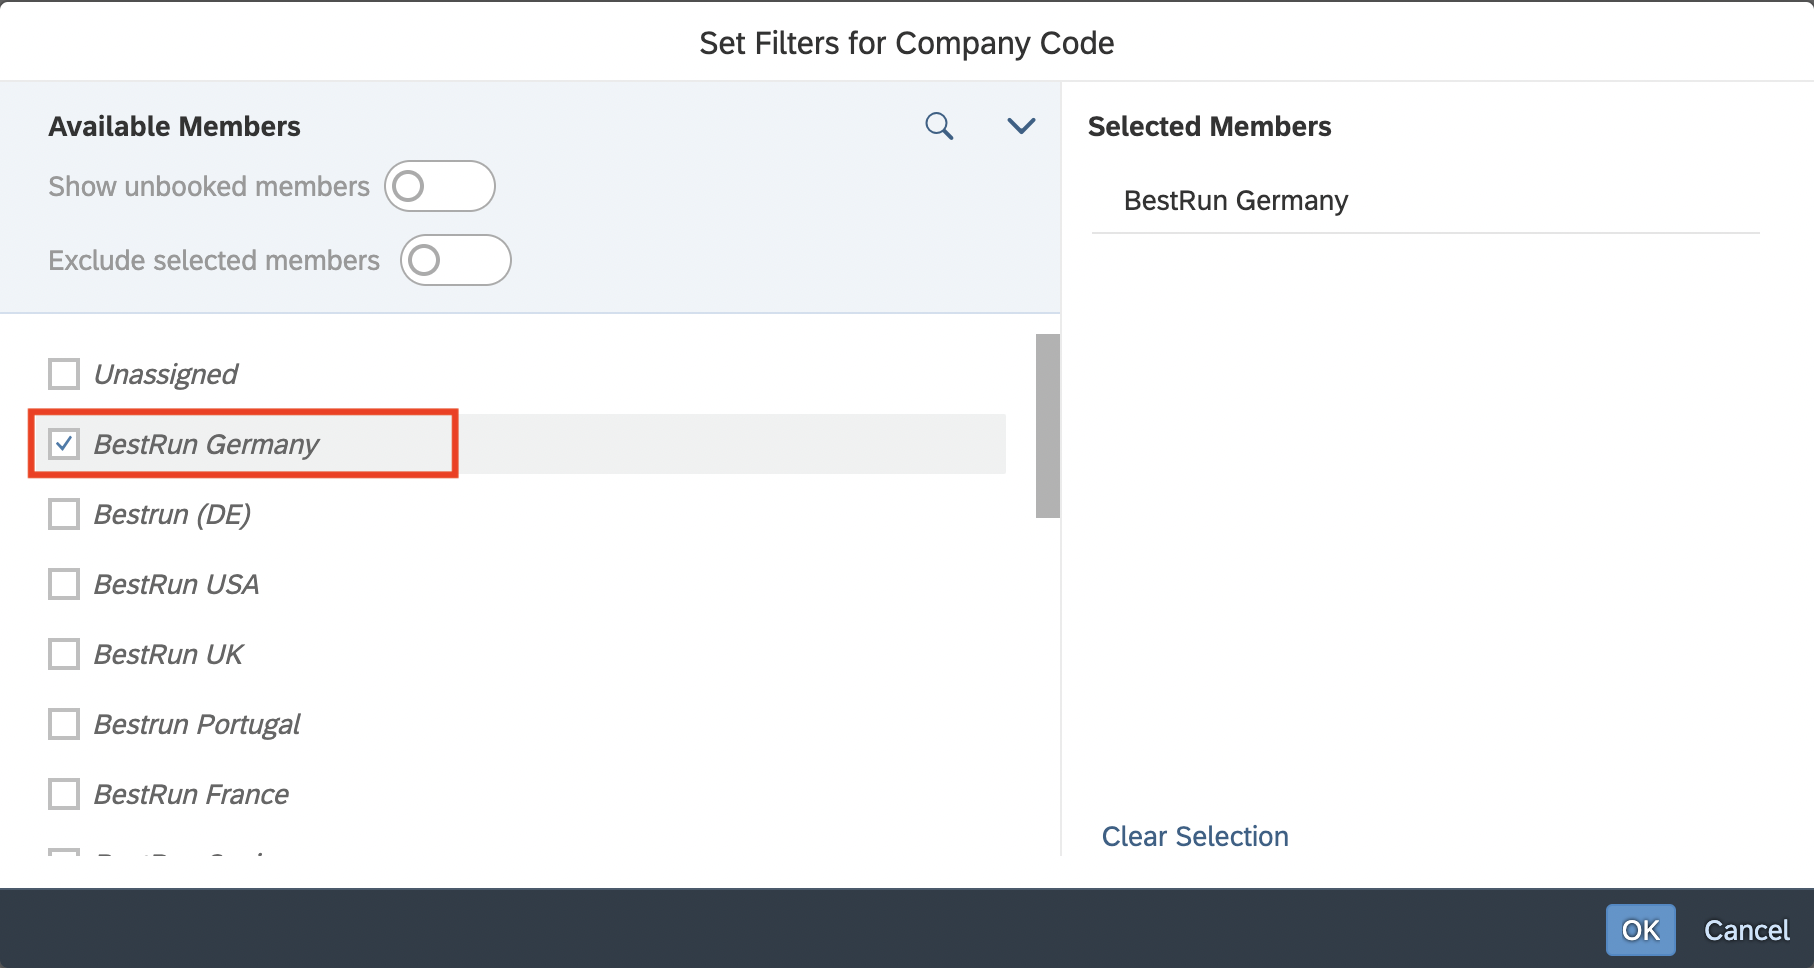 Set Filters for Company Code
Available Members
Show unbooked members
Exclude selected members
Unassigned
BestRun Germany
Bestrun (DE)
BestRun USA
BestRun UK
Bestrun Portugal
BestRun France
Selected Members
BestRun Germany
Clear Selection
OK
Cancel